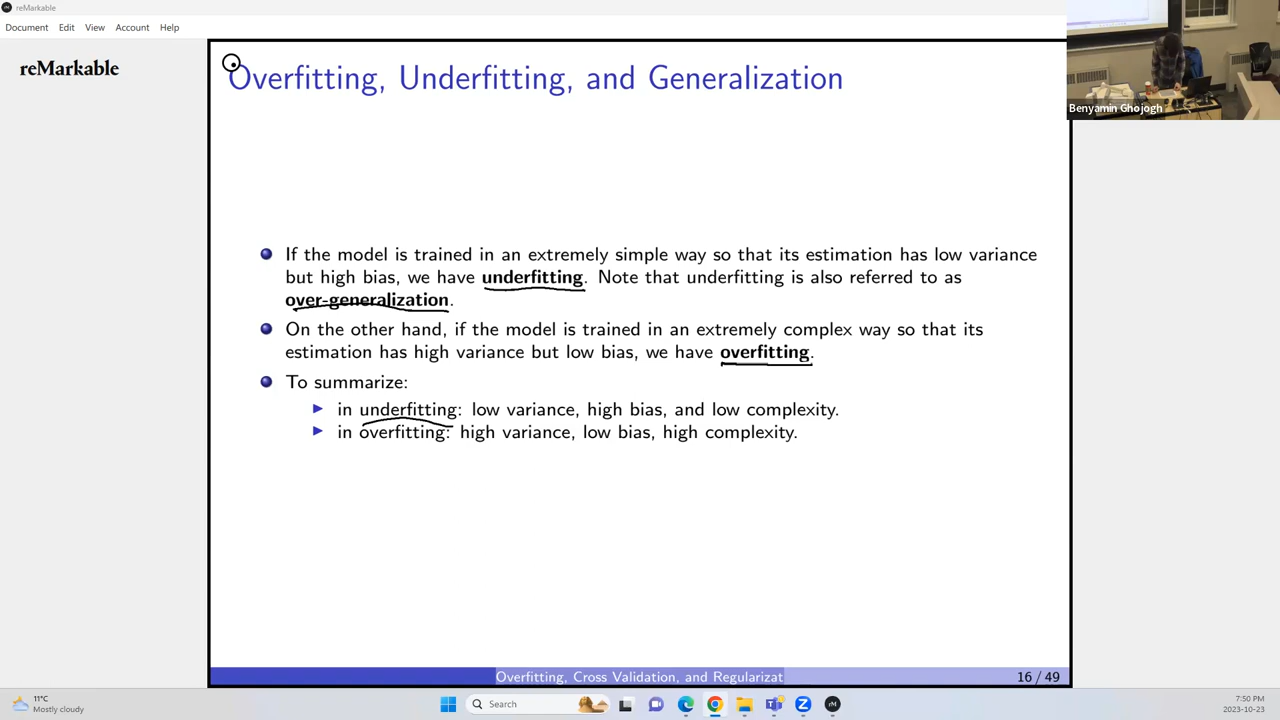 reMarkable
Document Edit View Account Help
reMarkable
Overfitting, Underfitting, and Generalization
Benyamin Ghojogh
If the model is trained in an extremely simple way so that its estimation has low variance
but high bias, we have underfitting. Note that underfitting is also referred to as
over-generalization.
On the other hand, if the model is trained in an extremely complex way so that its
estimation has high variance but low bias, we have overfitting.
To summarize:
in underfitting: low variance, high bias, and low complexity.
in overfitting: high variance, low bias, high complexity.
Overfitting, Cross Validation, and Regularizat
16 / 49
11°C
Mostly cloudy
Search
rM
7:50 PM
2023-10-23